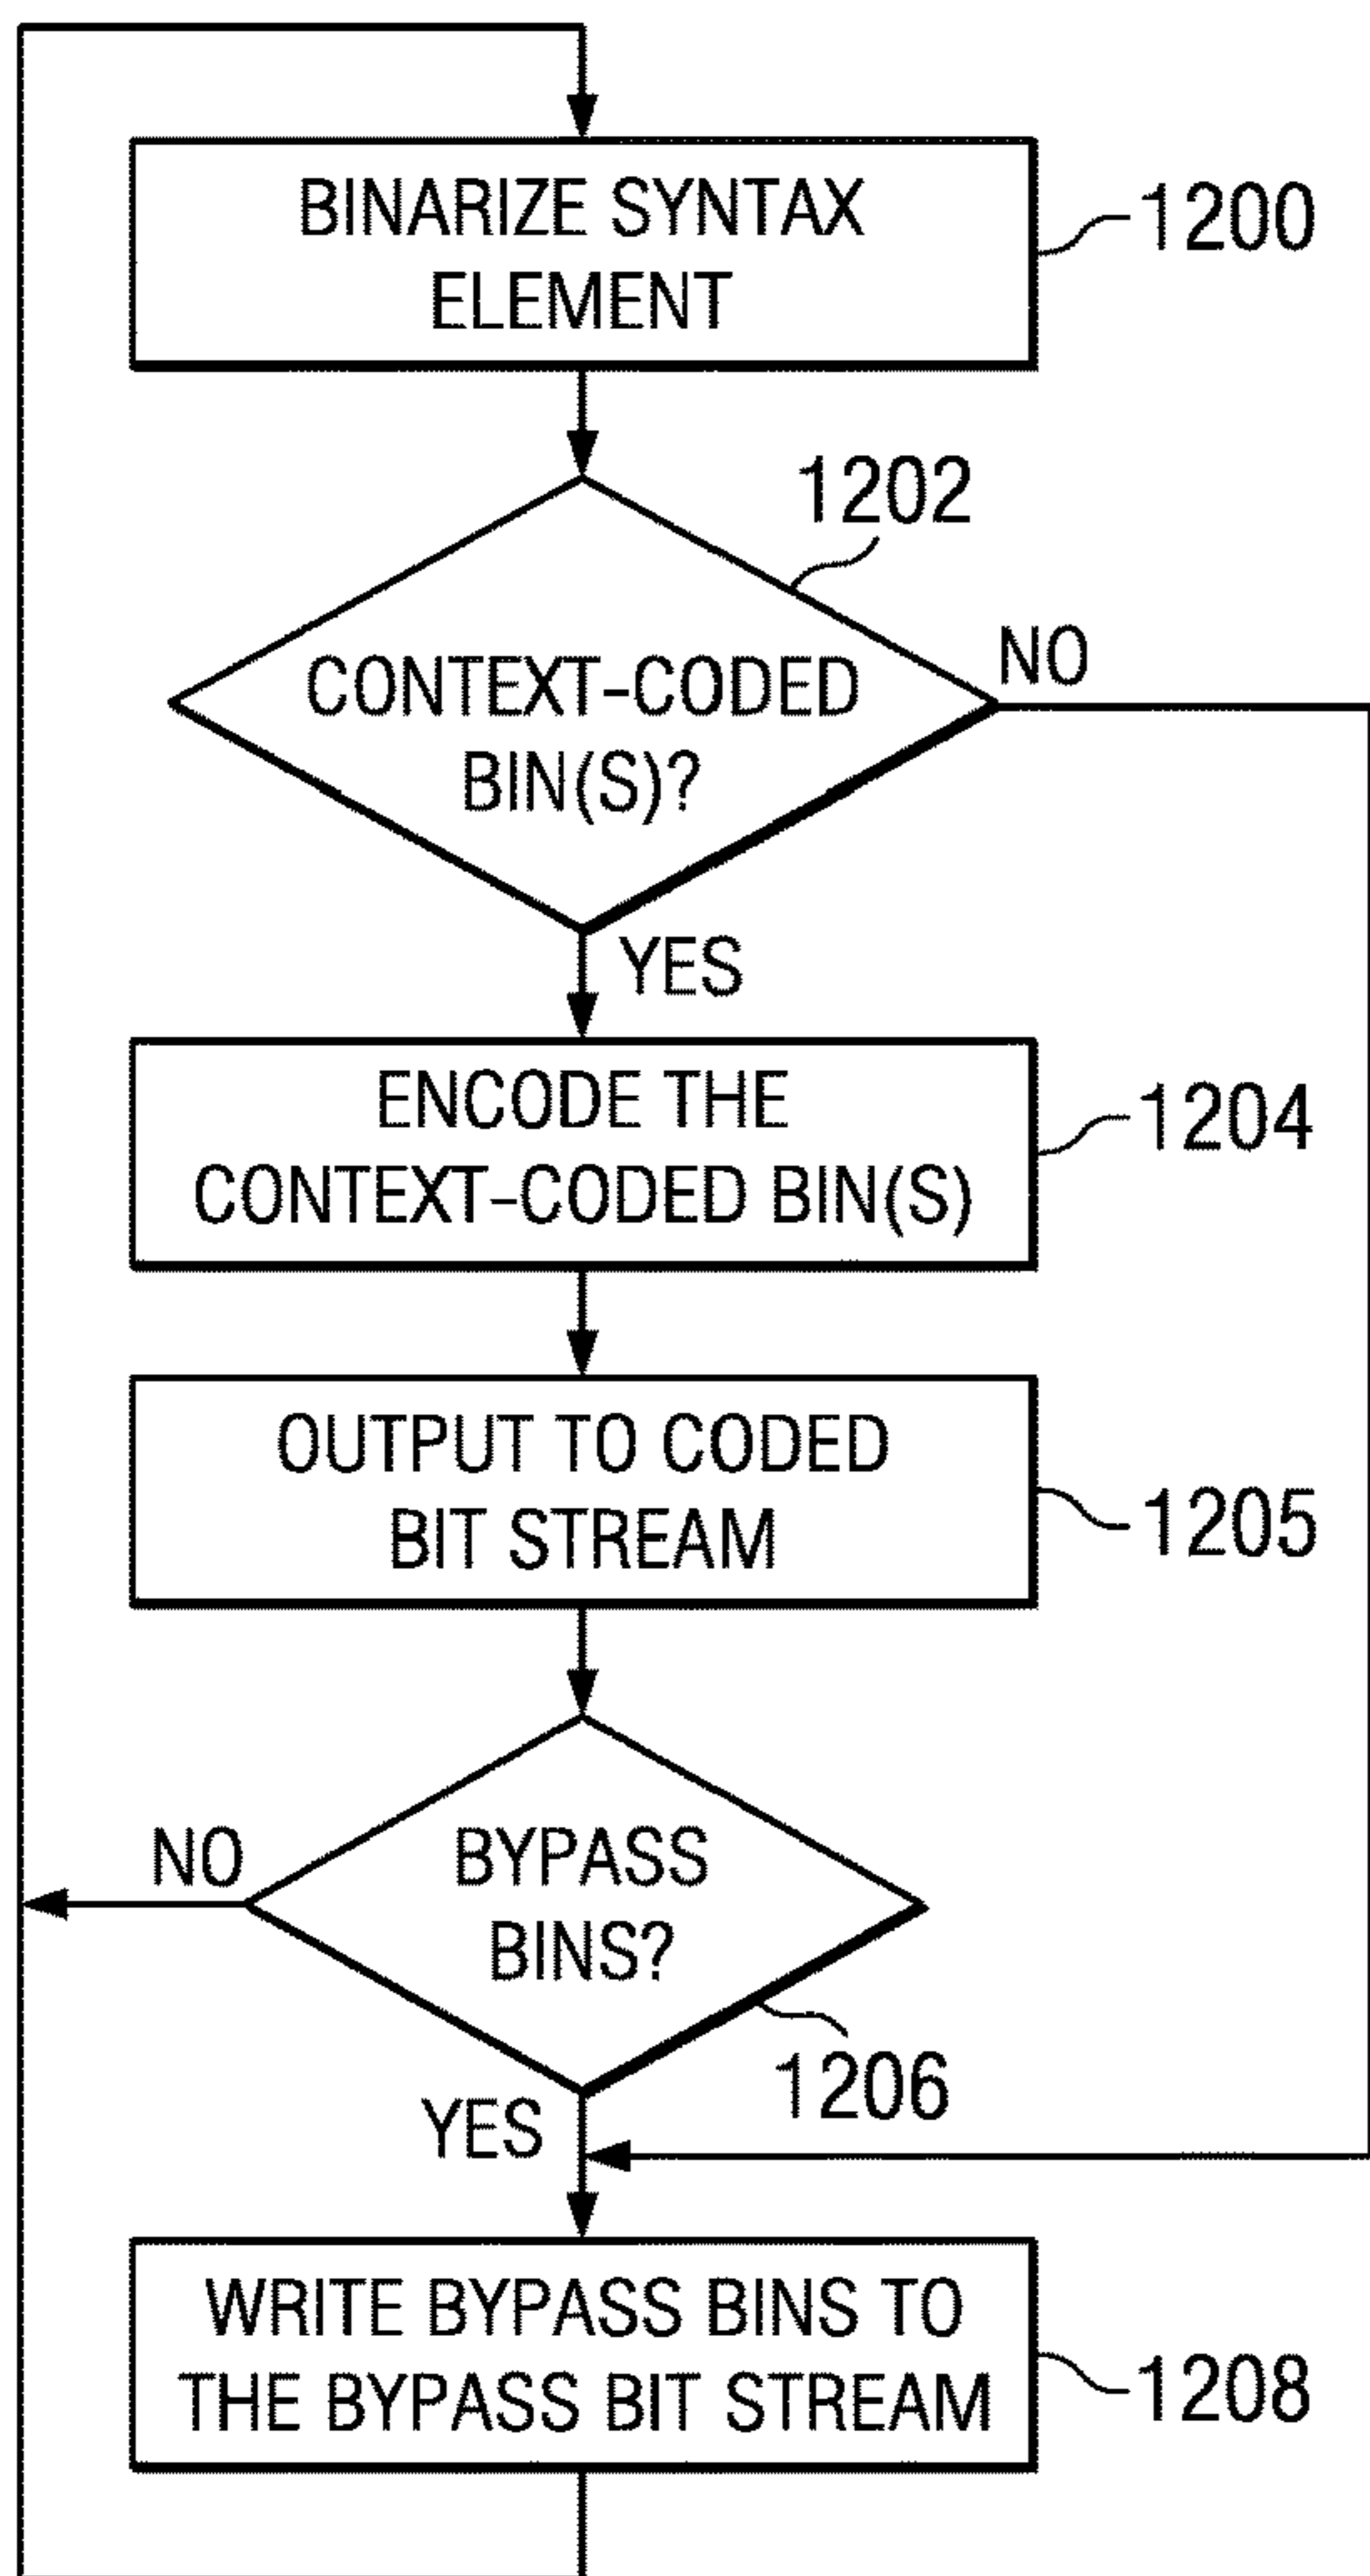 BINARIZE SYNTAX
ELEMENT
1200
1202
CONTEXT-CODED
BIN(S)?
NO
YES
ENCODE THE
CONTEXT-CODED BIN(S)
1204
OUTPUT TO CODED
BIT STREAM
1205
NO
BYPASS
BINS?
1206
YES
WRITE BYPASS BINS TO
THE BYPASS BIT STREAM
1208